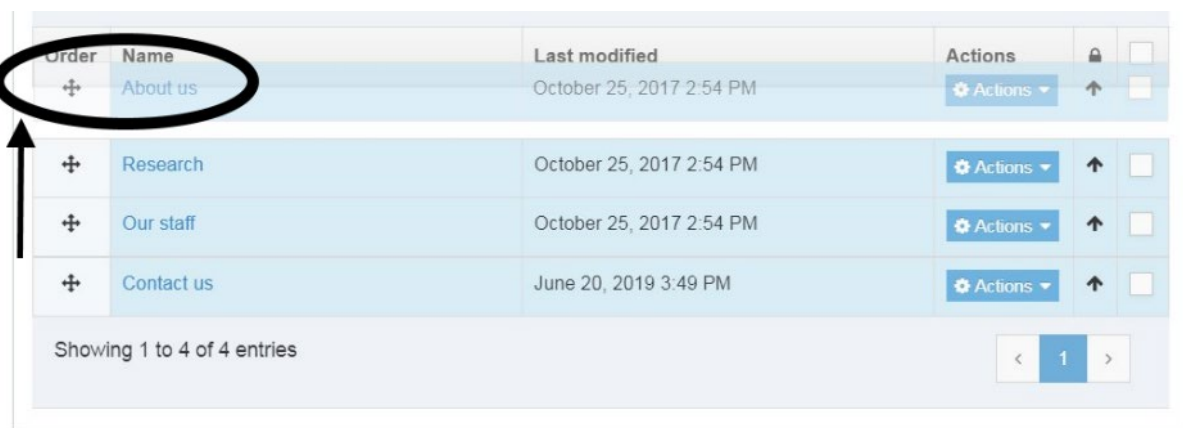 Order Name Last modified Actions
About us October 25, 2017 2:54 PM Actions
Research October 25, 2017 2:54 PM Actions
Our staff October 25, 2017 2:54 PM Actions
Contact us June 20, 2019 3:49 PM Actions
Showing 1 to 4 of 4 entries
< 1 >